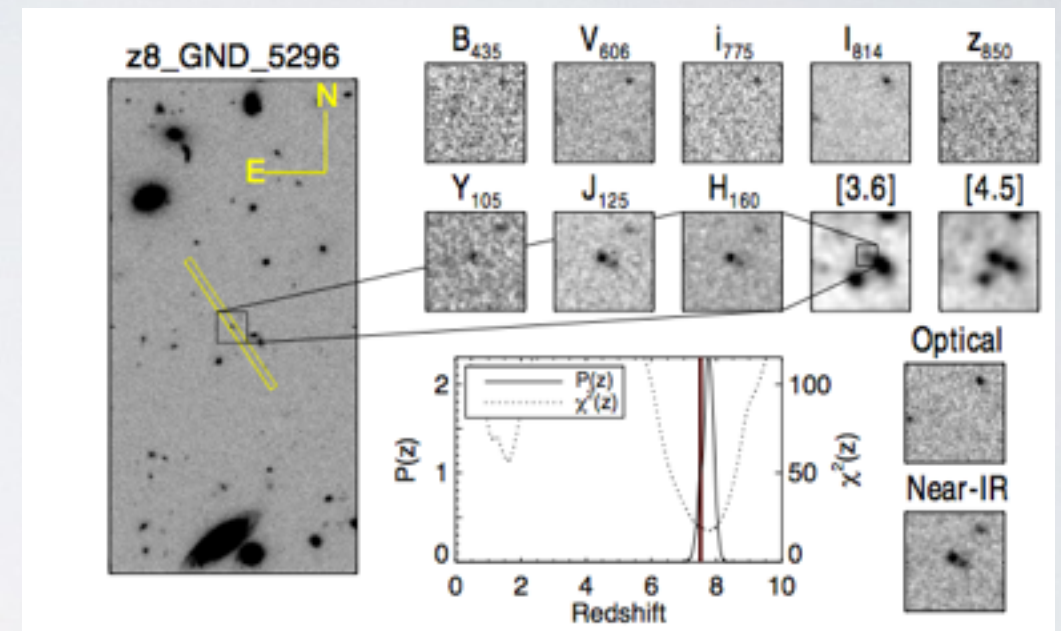 z8_GND_5296
N
E
B435 V606 i775 I814 z850
Y105 J125 H160 [3.6] [4.5]
Optical
Near-IR
P(z)
χ²(z)
2
1
0
P(z)
100
50
0
χ²(z)
0 2 4 6 8 10
Redshift